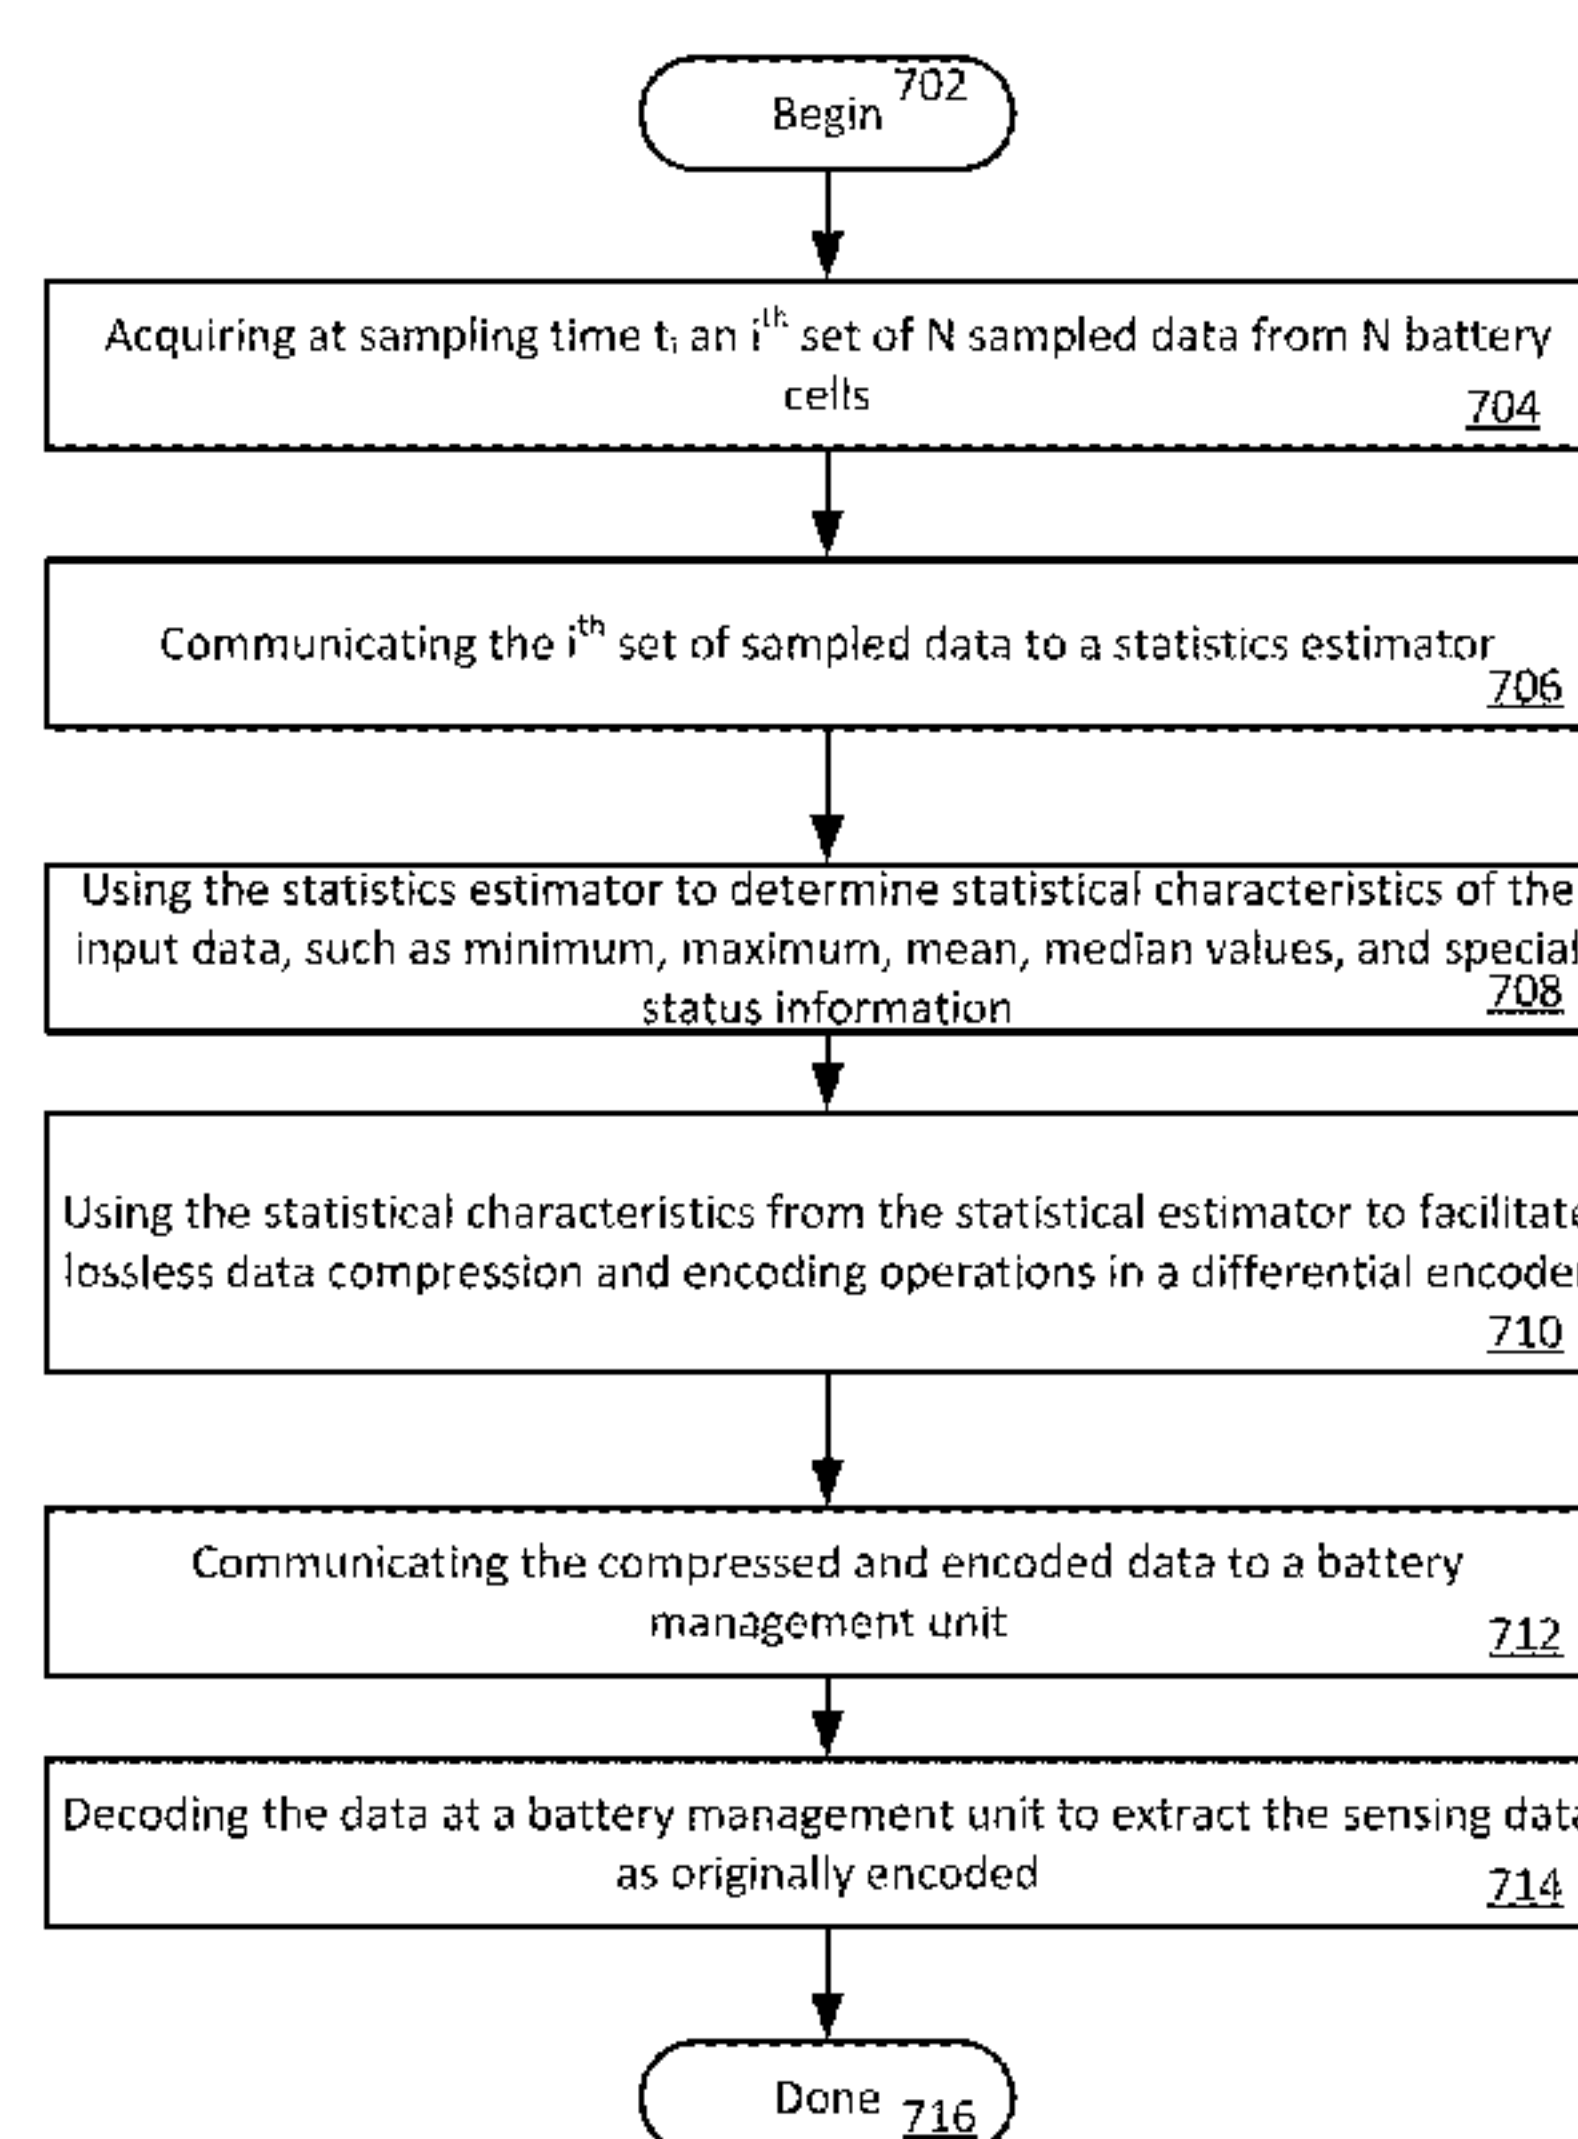 Begin 702
Acquiring at sampling time tᵢ an iᵗʰ set of N sampled data from N battery
cells
704
Communicating the iᵗʰ set of sampled data to a statistics estimator
706
Using the statistics estimator to determine statistical characteristics of the
input data, such as minimum, maximum, mean, median values, and special
status information
708
Using the statistical characteristics from the statistical estimator to facilitate
lossless data compression and encoding operations in a differential encoder
710
Communicating the compressed and encoded data to a battery
management unit
712
Decoding the data at a battery management unit to extract the sensing data
as originally encoded
714
Done 716